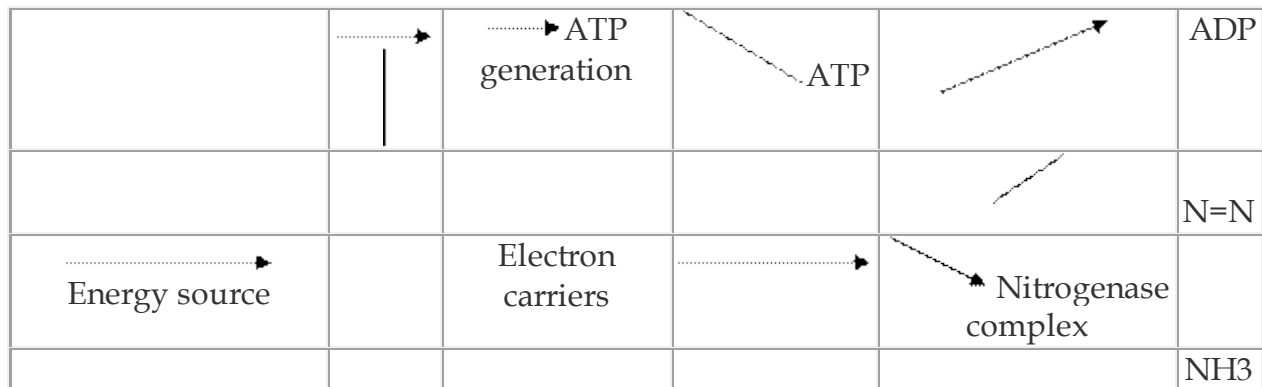 ATP
generation
ATP
ADP
N=N
Energy source
Electron
carriers
Nitrogenase
complex
NH3